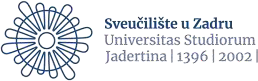 Sveučilište u Zadru
Universitas Studiorum
Jadertina | 1396 | 2002 |